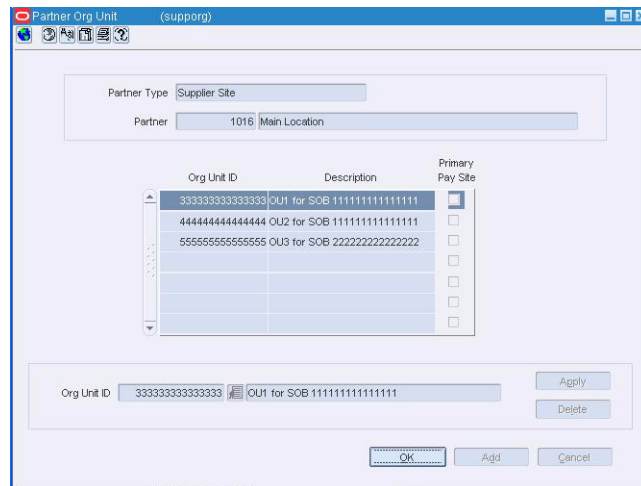 Partner Org Unit (supporg)
Partner Type Supplier Site
Partner 1016 Main Location
Primary
Org Unit ID Description Pay Site
333333333333333 OU1 for SOB 111111111111111
444444444444444 OU2 for SOB 111111111111111
555555555555555 OU3 for SOB 222222222222222
Org Unit ID 333333333333333 OU1 for SOB 111111111111111
Apply
Delete
OK Add Cancel